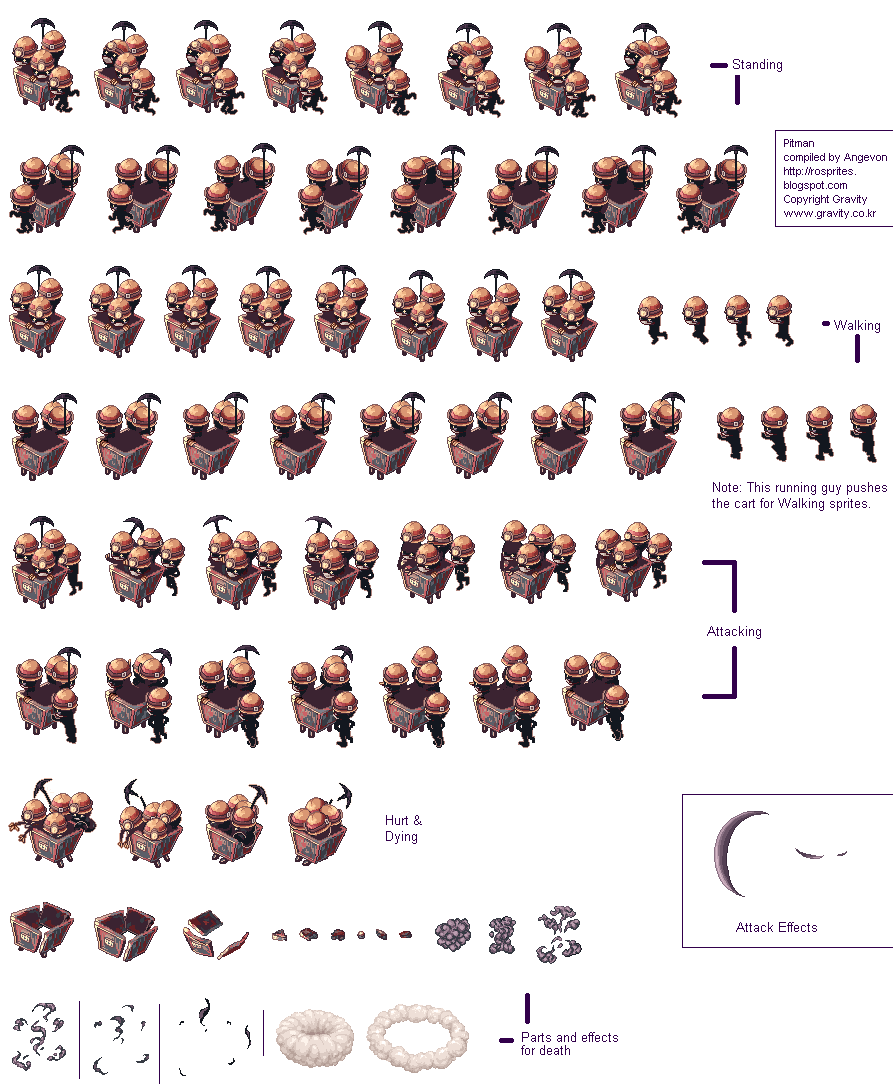 Standing
Pitman
compiled by Angevon
http://rosprites.
blogspot.com
Copyright Gravity
www.gravity.co.kr
Walking
Note: This running guy pushes
the cart for Walking sprites.
Attacking
Hurt &
Dying
Attack Effects
Parts and effects
for death